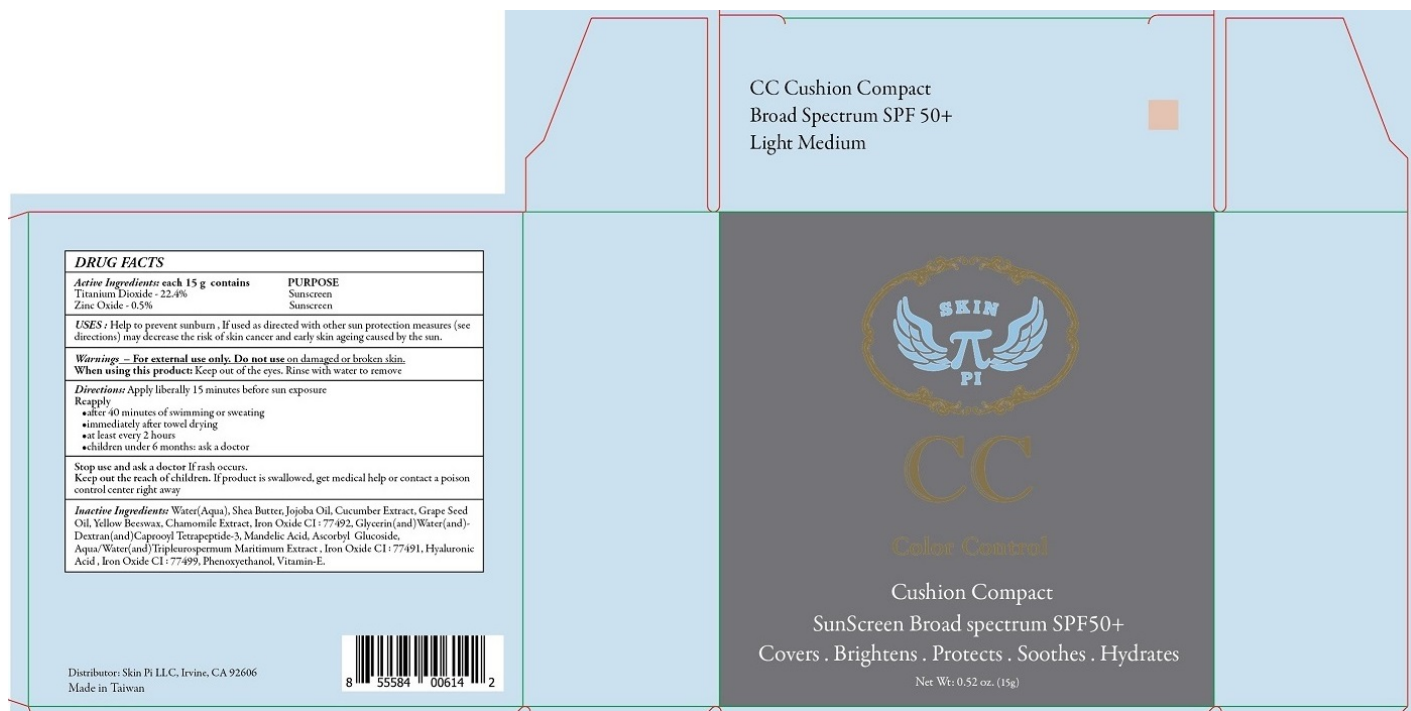 CC Cushion Compact
Broad Spectrum SPF 50+
Light Medium
DRUG FACTS
Active Ingredients: each 15 g contains PURPOSE
Titanium Dioxide - 22.4% Sunscreen
Zinc Oxide - 0.5% Sunscreen
USES : Help to prevent sunburn , If used as directed with other sun protection measures (see
directions) may decrease the risk of skin cancer and early skin ageing caused by the sun.
Warnings – For external use only. Do not use on damaged or broken skin.
When using this product: Keep out of the eyes. Rinse with water to remove
Directions: Apply liberally 15 minutes before sun exposure
Reapply
•after 40 minutes of swimming or sweating
•immediately after towel drying
•at least every 2 hours
•children under 6 months: ask a doctor
Stop use and ask a doctor If rash occurs.
Keep out the reach of children. If product is swallowed, get medical help or contact a poison
control center right away
Inactive Ingredients: Water(Aqua), Shea Butter, Jojoba Oil, Cucumber Extract, Grape Seed
Oil, Yellow Beeswax, Chamomile Extract, Iron Oxide CI : 77492, Glycerin(and)Water(and)-
Dextran(and)Caprooyl Tetrapeptide-3, Mandelic Acid, Ascorbyl Glucoside,
Aqua/Water(and)Tripleurospermum Maritimum Extract , Iron Oxide CI : 77491, Hyaluronic
Acid , Iron Oxide CI : 77499, Phenoxyethanol, Vitamin-E.
Distributor: Skin Pi LLC, Irvine, CA 92606
Made in Taiwan
8 55584 00614 2
SKIN
π
PI
CC
Color Control
Cushion Compact
SunScreen Broad spectrum SPF50+
Covers . Brightens . Protects . Soothes . Hydrates
Net Wt: 0.52 oz. (15g)